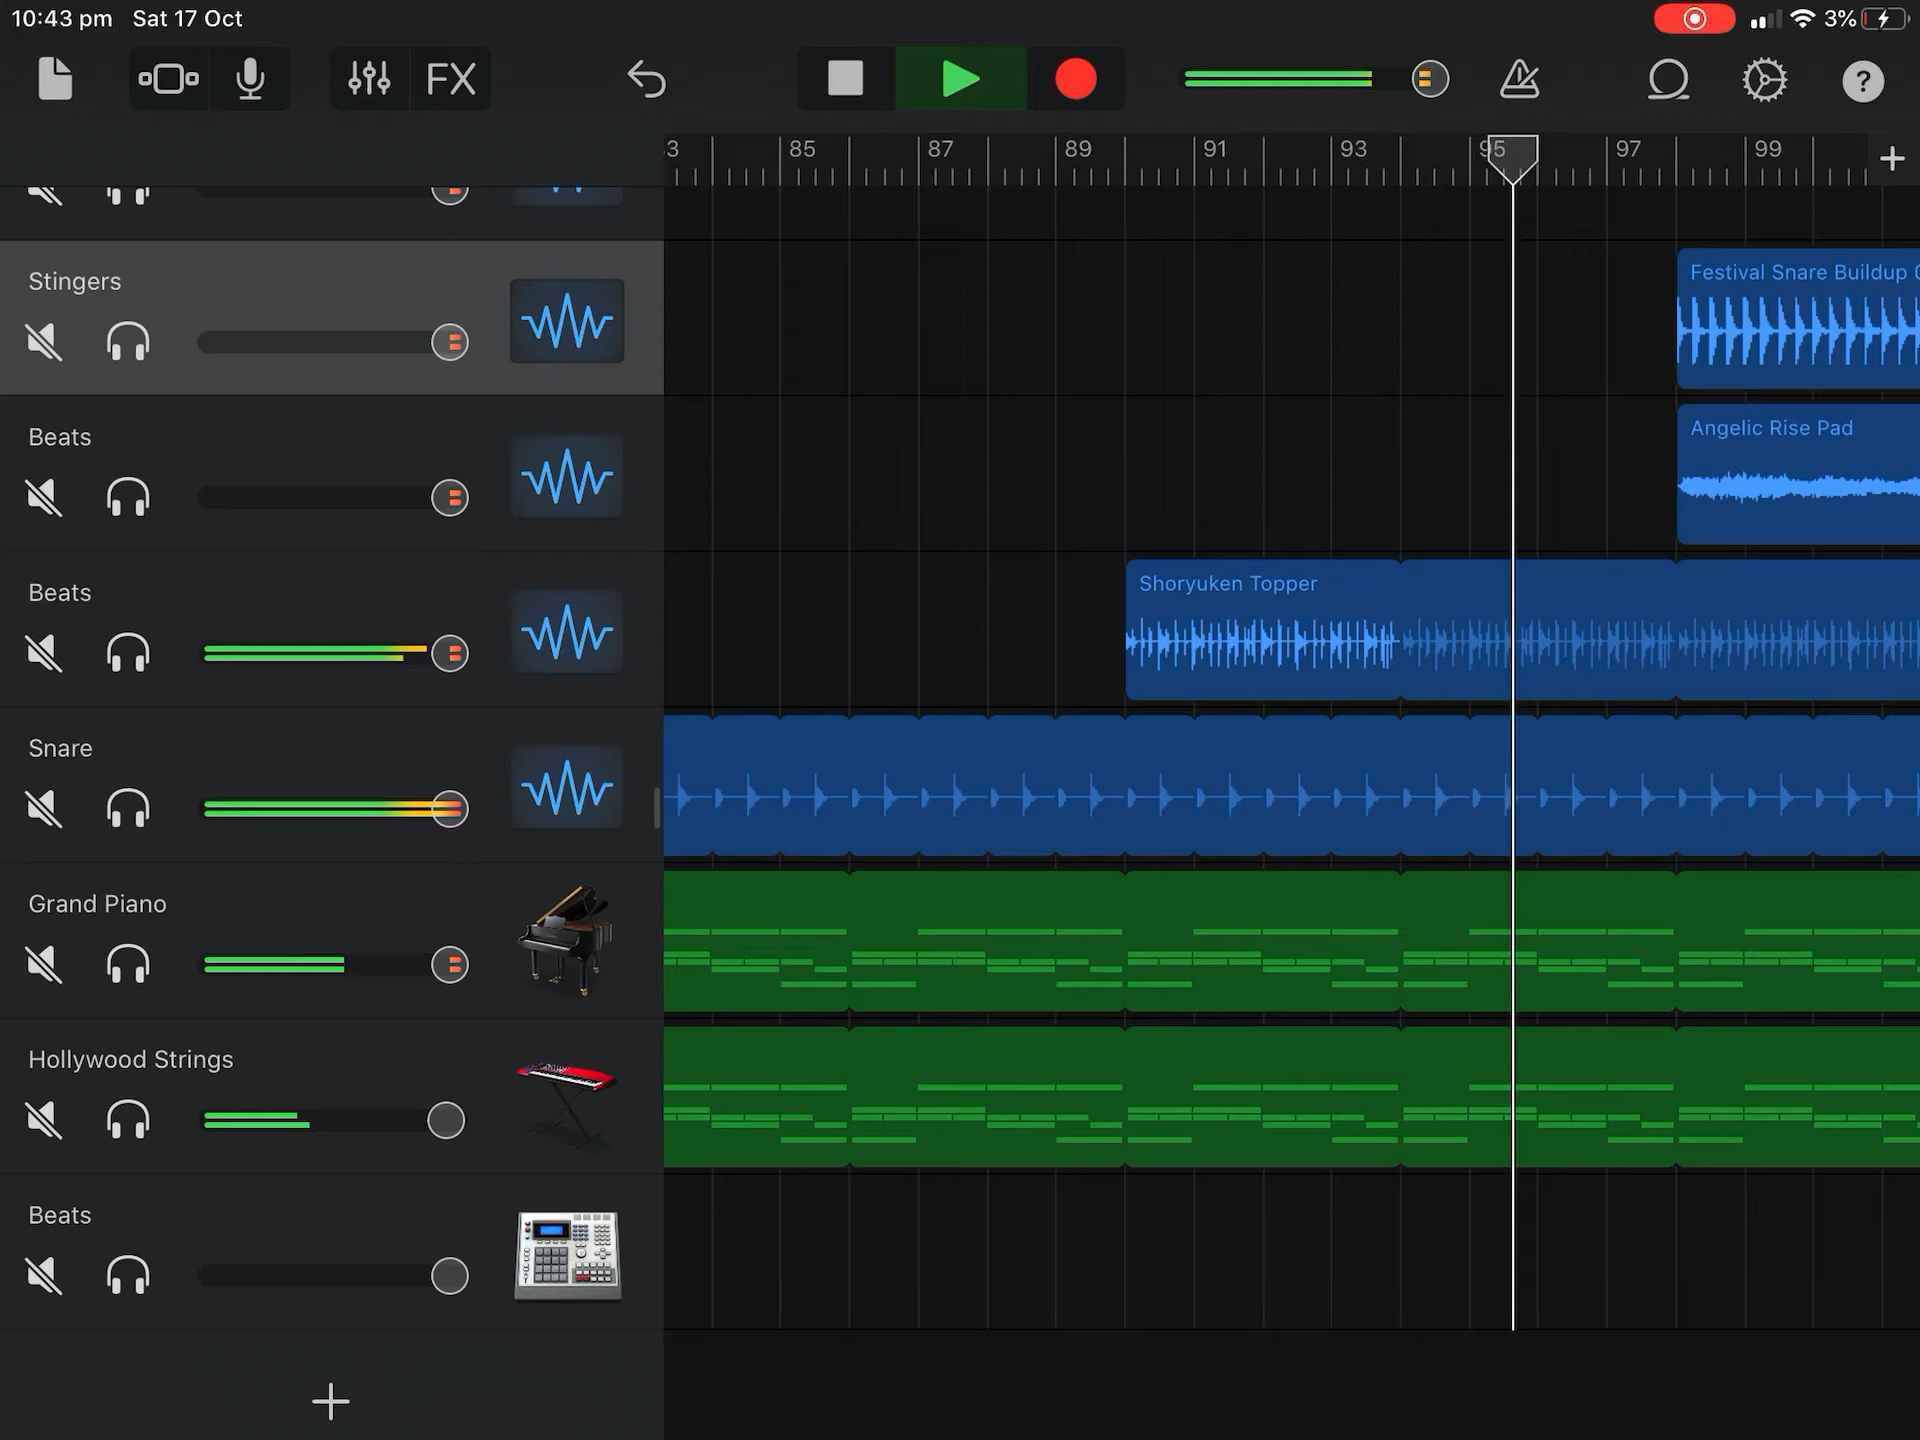 10:43 pm Sat 17 Oct 3%
FX ?
3 85 87 89 91 93 95 97 99
Stingers
Festival Snare Buildup
Beats
Angelic Rise Pad
Beats
Shoryuken Topper
Snare
Grand Piano
Hollywood Strings
Beats